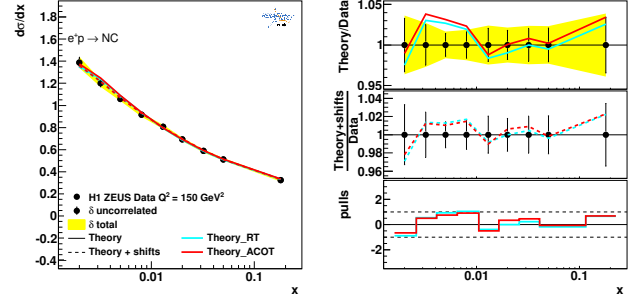 dσ/dx
1.8
1.6
1.4
1.2
1
0.8
0.6
0.4
0.2
0
-0.2
-0.4
e⁺p → NC
H1 ZEUS Data Q² = 150 GeV²
δ uncorrelated
δ total
Theory
Theory + shifts
Theory_RT
Theory_ACOT
0.01
0.1
x
Theory/Data
1.05
1
0.95
Theory+shifts
Data
1.04
1.02
1
0.98
0.96
pulls
2
0
-2
0.01
0.1
x